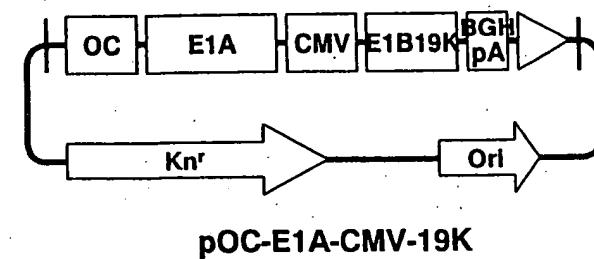 OC E1A CMV E1B19K BGH pA
Knʳ Ori
pOC-E1A-CMV-19K